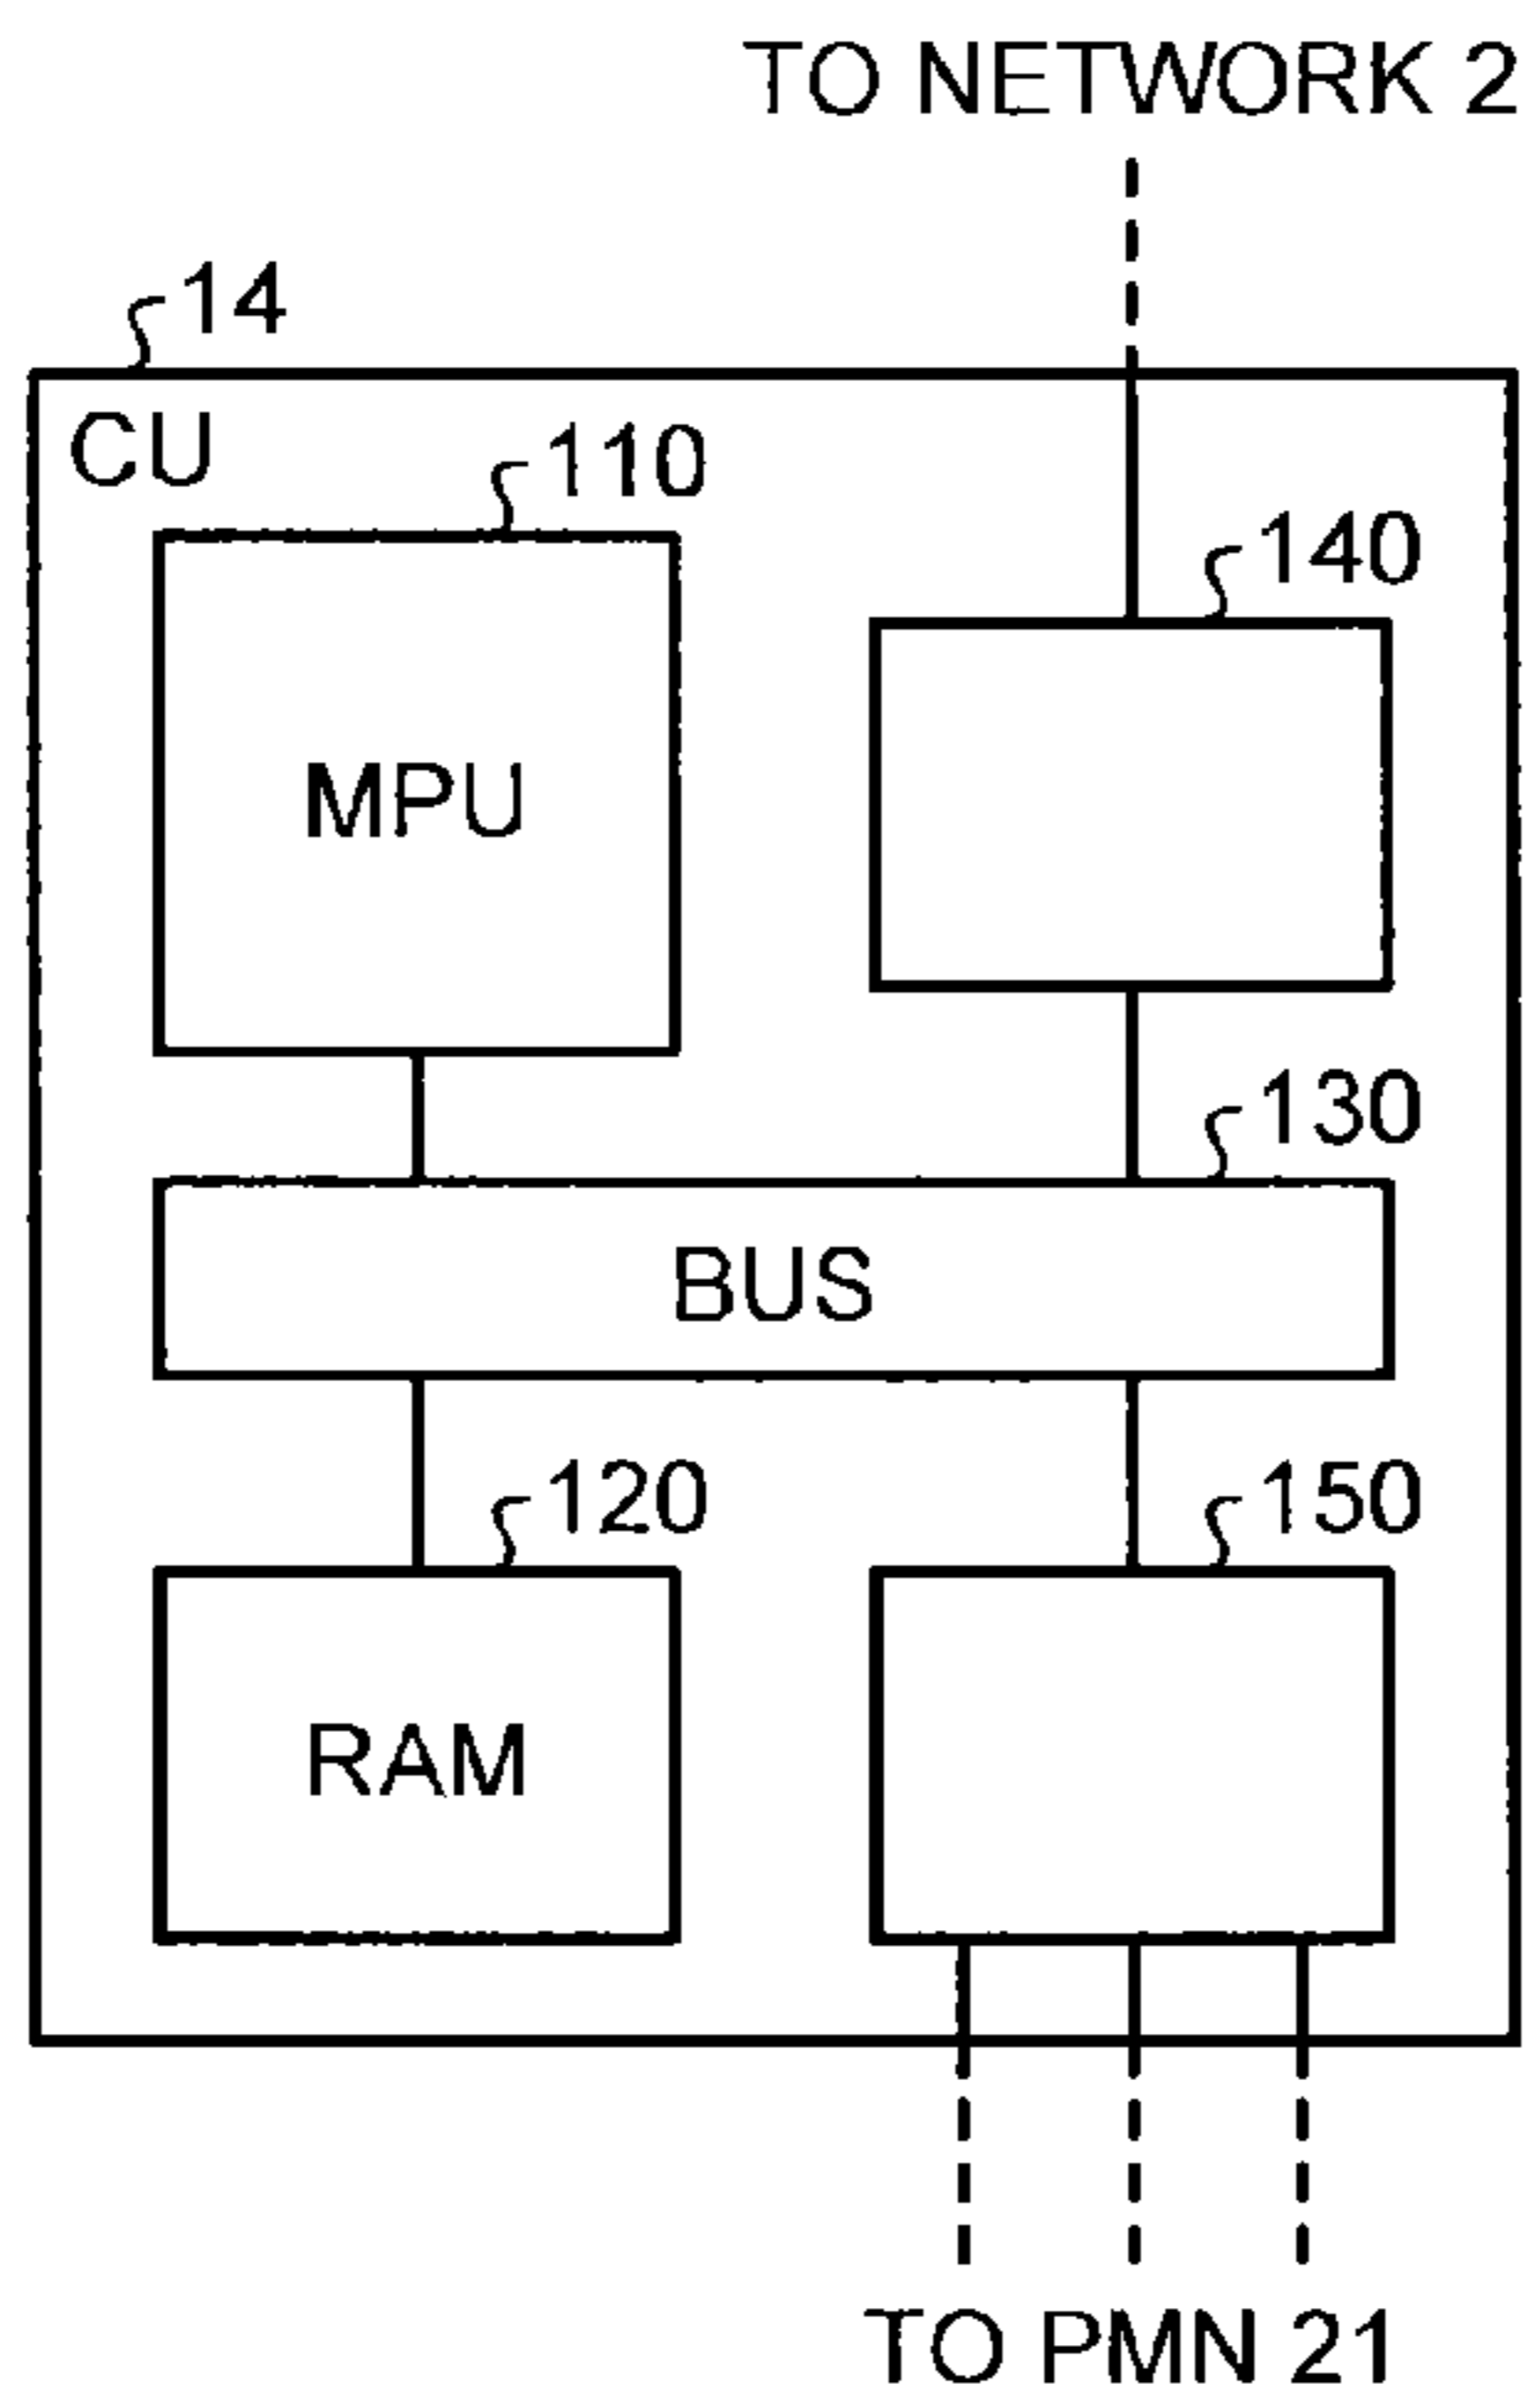 TO NETWORK 2
14
CU
110
140
MPU
130
BUS
120
150
RAM
TO PMN 21